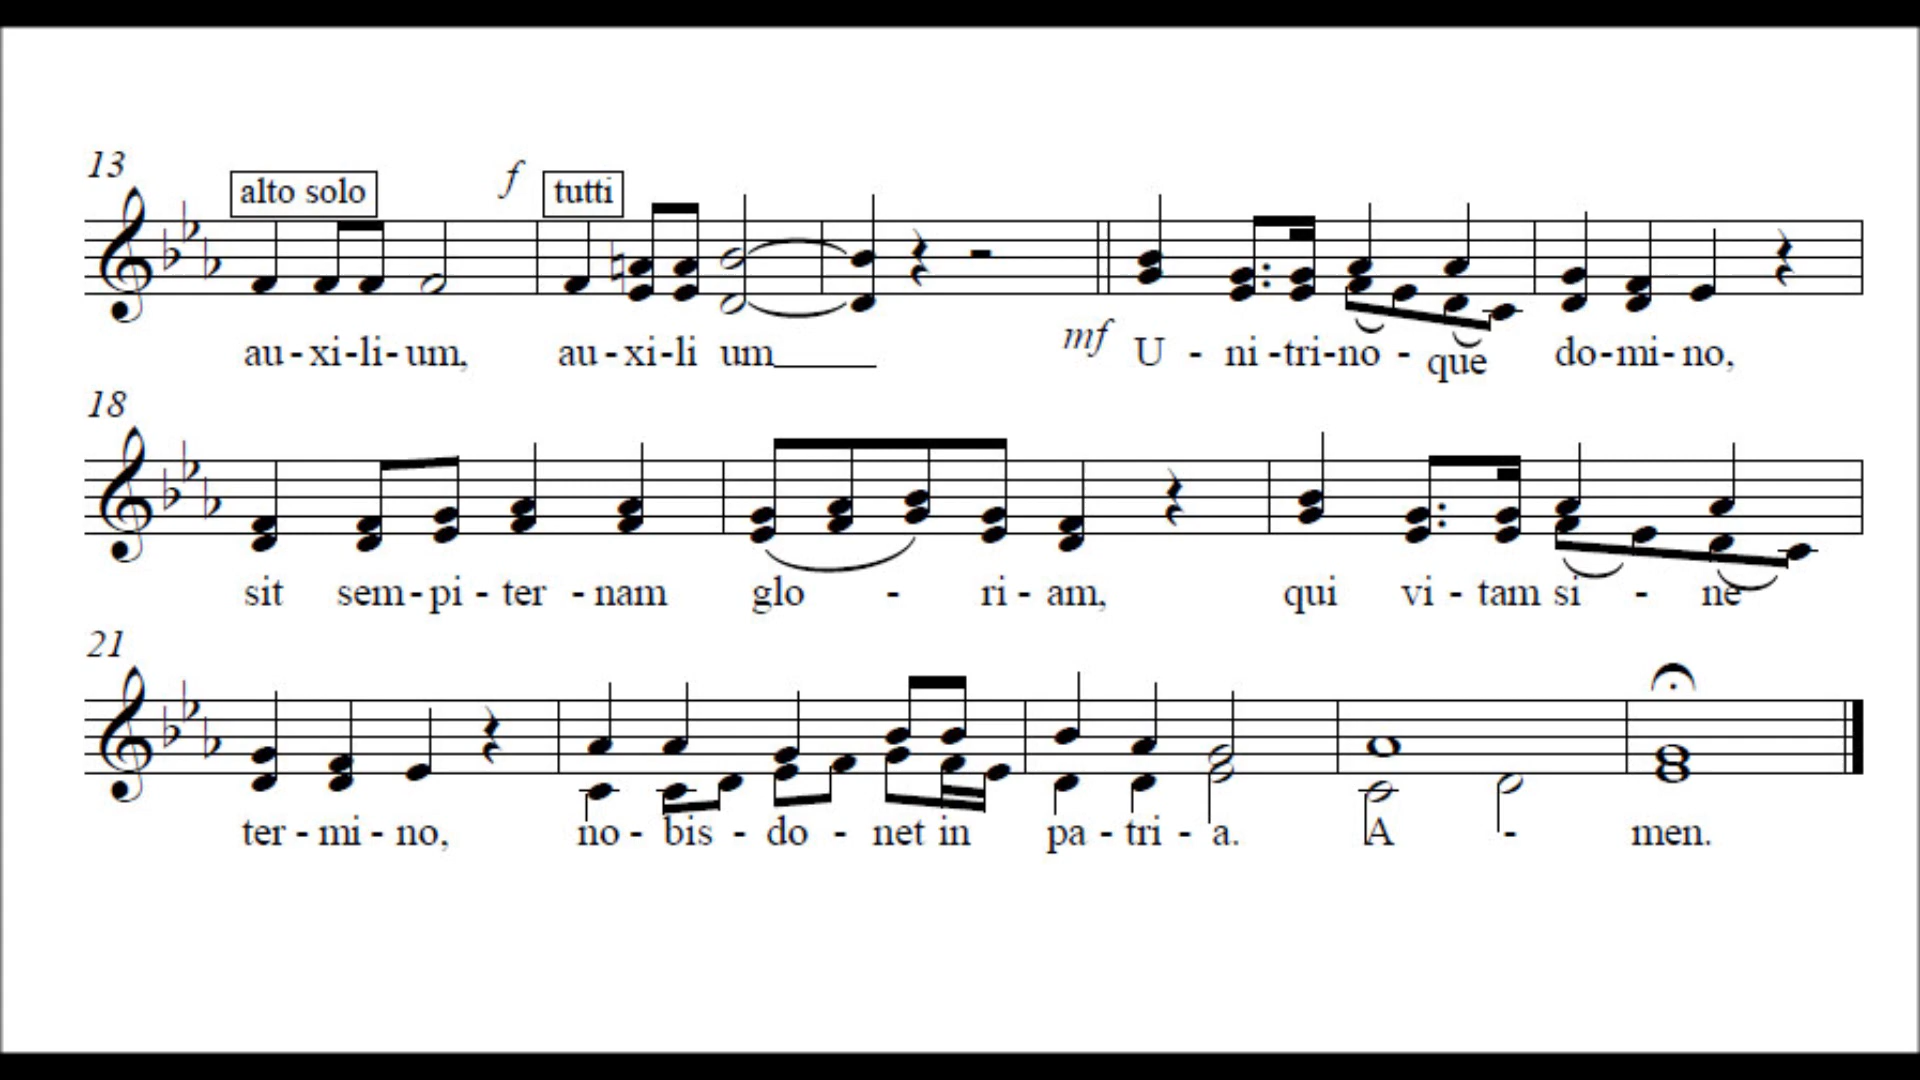 13
alto solo f tutti
au-xi-li-um, au-xi-li um____ mf U - ni-tri-no - que do-mi-no,
18
sit sem-pi - ter - nam glo - ri - am, qui vi - tam si - ne
21
ter - mi - no, no - bis - do - net in pa - tri - a. A - men.